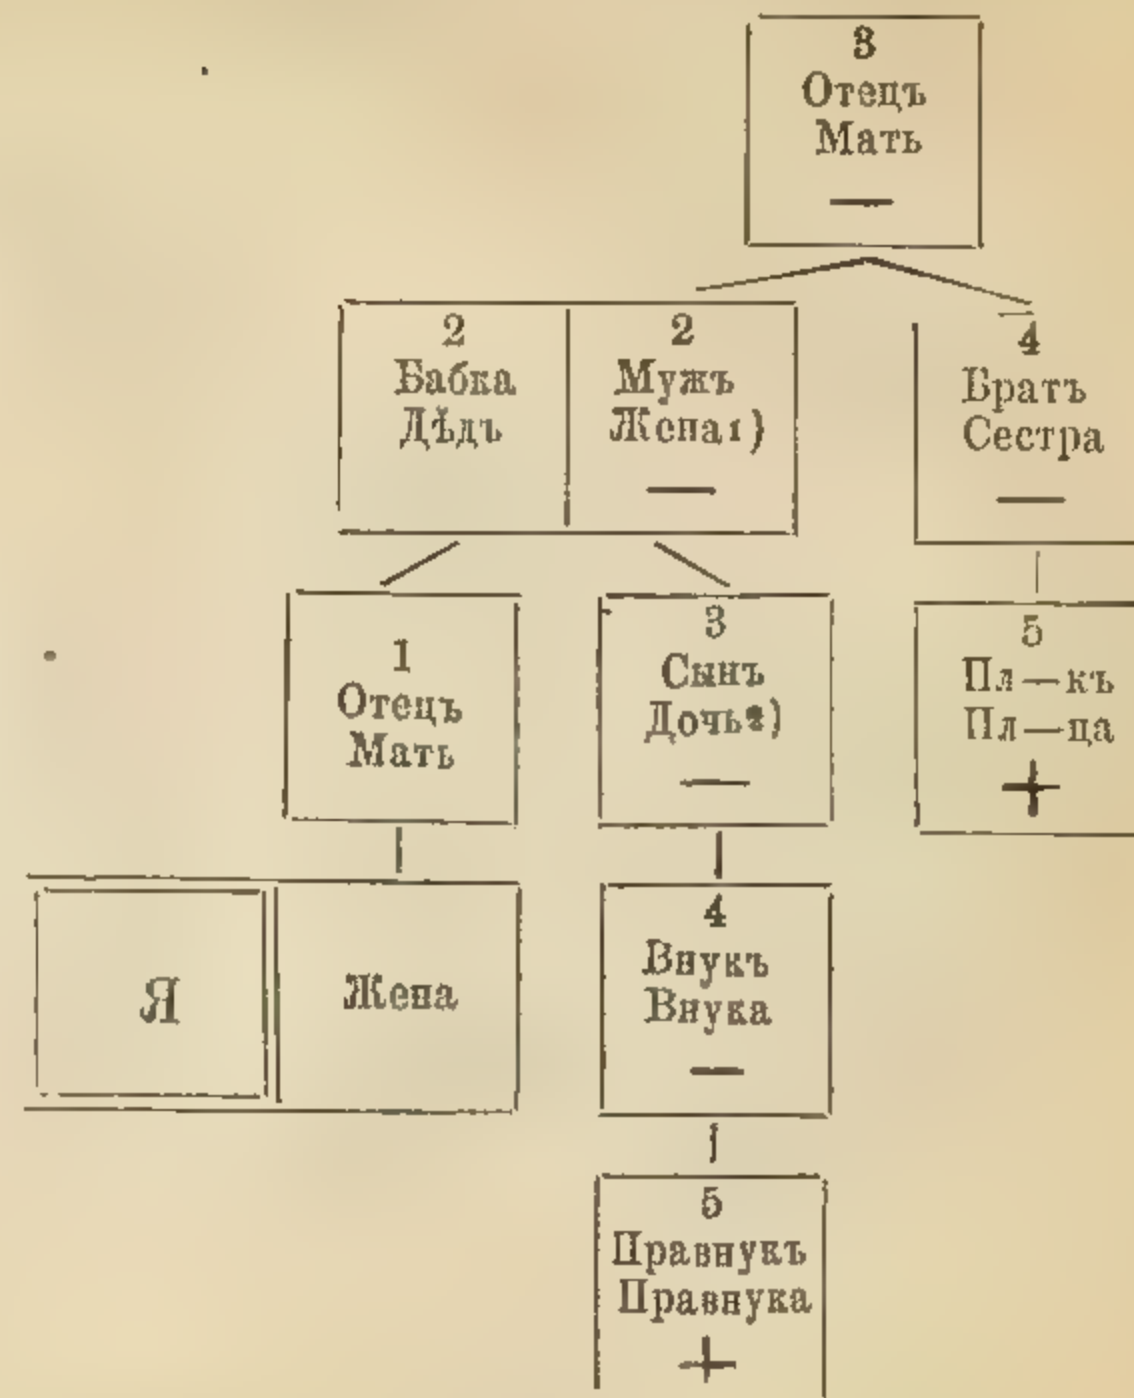 3
Отецъ
Мать
—
2
Бабка
Дѣдъ
2
Мужъ
Жена1)
—
4
Братъ
Сестра
—
1
Отецъ
Мать
3
Сынъ
Дочь2)
—
5
Пл—къ
Пл—ца
+
Я
Жена
4
Внукъ
Внука
—
5
Правнукъ
Правнука
+